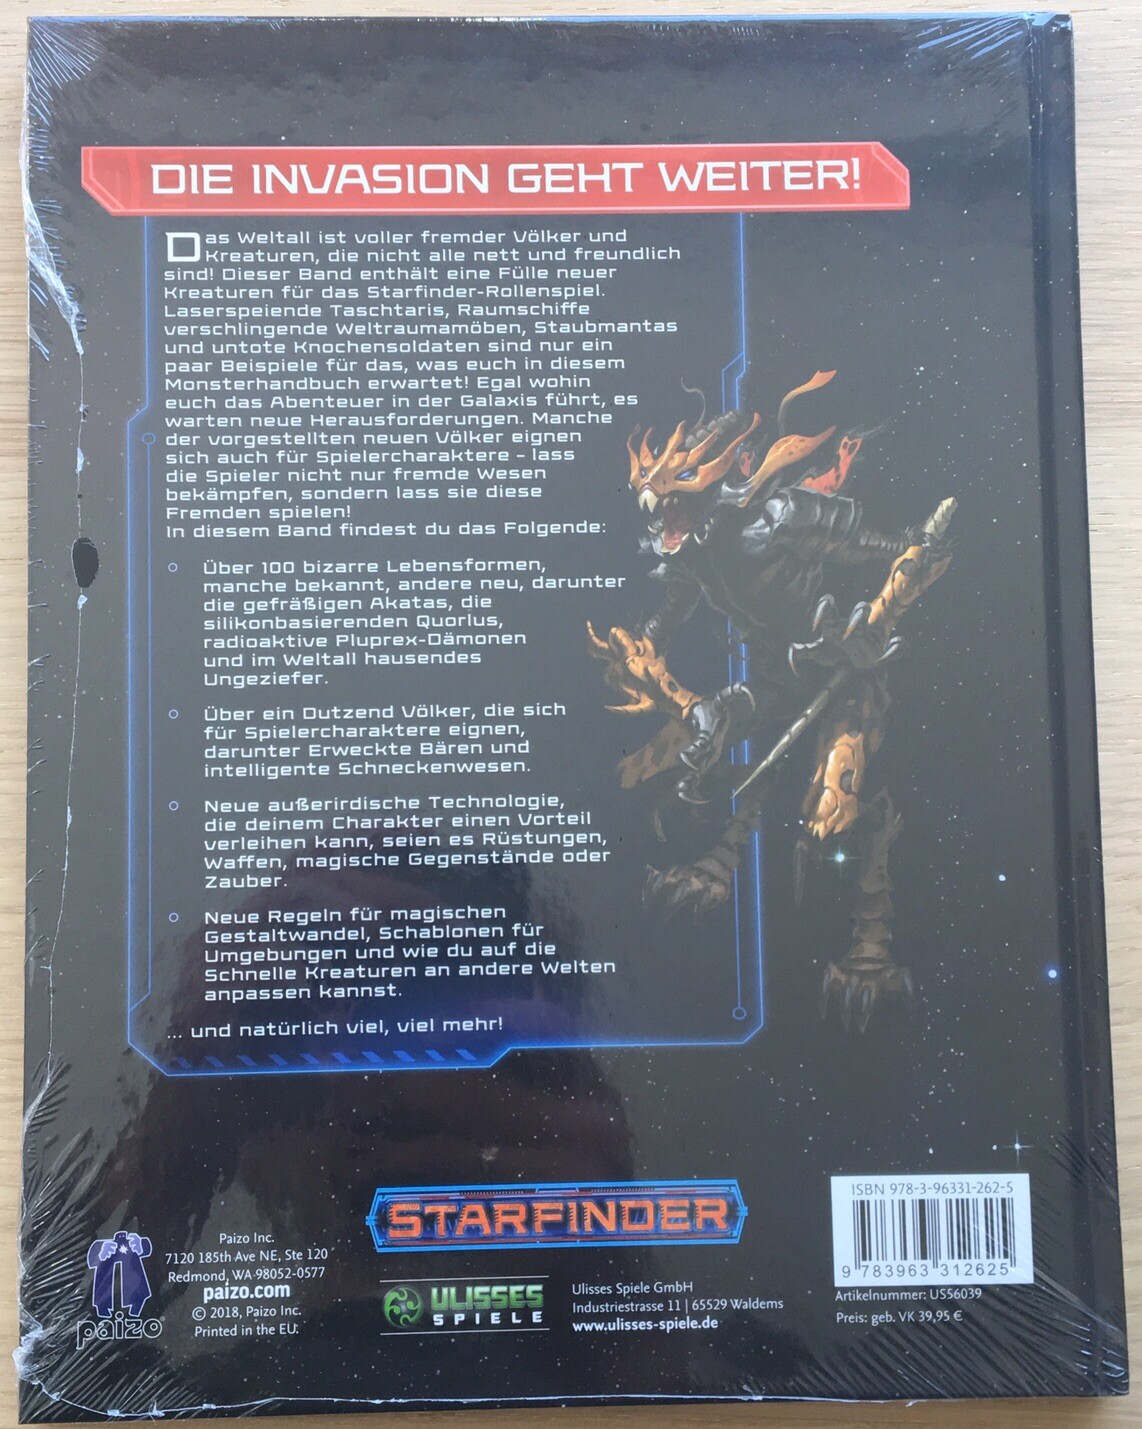 DIE INVASION GEHT WEITER!
Das Weltall ist voller fremder Völker und
Kreaturen, die nicht alle nett und freundlich
sind! Dieser Band enthält eine Fülle neuer
Kreaturen für das Starfinder-Rollenspiel.
Laserspeiende Taschtaris, Raumschiffe
verschlingende Weltraumamöben, Staubmantas
und untote Knochensoldaten sind nur ein
paar Beispiele für das, was euch in diesem
Monsterhandbuch erwartet! Egal wohin
euch das Abenteuer in der Galaxis führt, es
warten neue Herausforderungen. Manche
der vorgestellten neuen Völker eignen
sich auch für Spielercharaktere – lass
die Spieler nicht nur fremde Wesen
bekämpfen, sondern lass sie diese
Fremden spielen!
In diesem Band findest du das Folgende:
Über 100 bizarre Lebensformen,
manche bekannt, andere neu, darunter
die gefräßigen Akatas, die
silikonbasierenden Quorlus,
radioaktive Pluprex-Dämonen
und im Weltall hausendes
Ungeziefer.
Über ein Dutzend Völker, die sich
für Spielercharaktere eignen,
darunter Erweckte Bären und
intelligente Schneckenwesen.
Neue außerirdische Technologie,
die deinem Charakter einen Vorteil
verleihen kann, seien es Rüstungen,
Waffen, magische Gegenstände oder
Zauber.
Neue Regeln für magischen
Gestaltwandel, Schablonen für
Umgebungen und wie du auf die
Schnelle Kreaturen an andere Welten
anpassen kannst.
... und natürlich viel, viel mehr!
STARFINDER
paizo
Paizo Inc.
7120 185th Ave NE, Ste 120
Redmond, WA 98052-0577
paizo.com
© 2018, Paizo Inc.
Printed in the EU.
ULISSES
SPIELE
Ulisses Spiele GmbH
Industriestrasse 11 | 65529 Waldems
www.ulisses-spiele.de
ISBN 978-3-96331-262-5
9 783963 312625
Artikelnummer: US56039
Preis: geb. VK 39,95 €